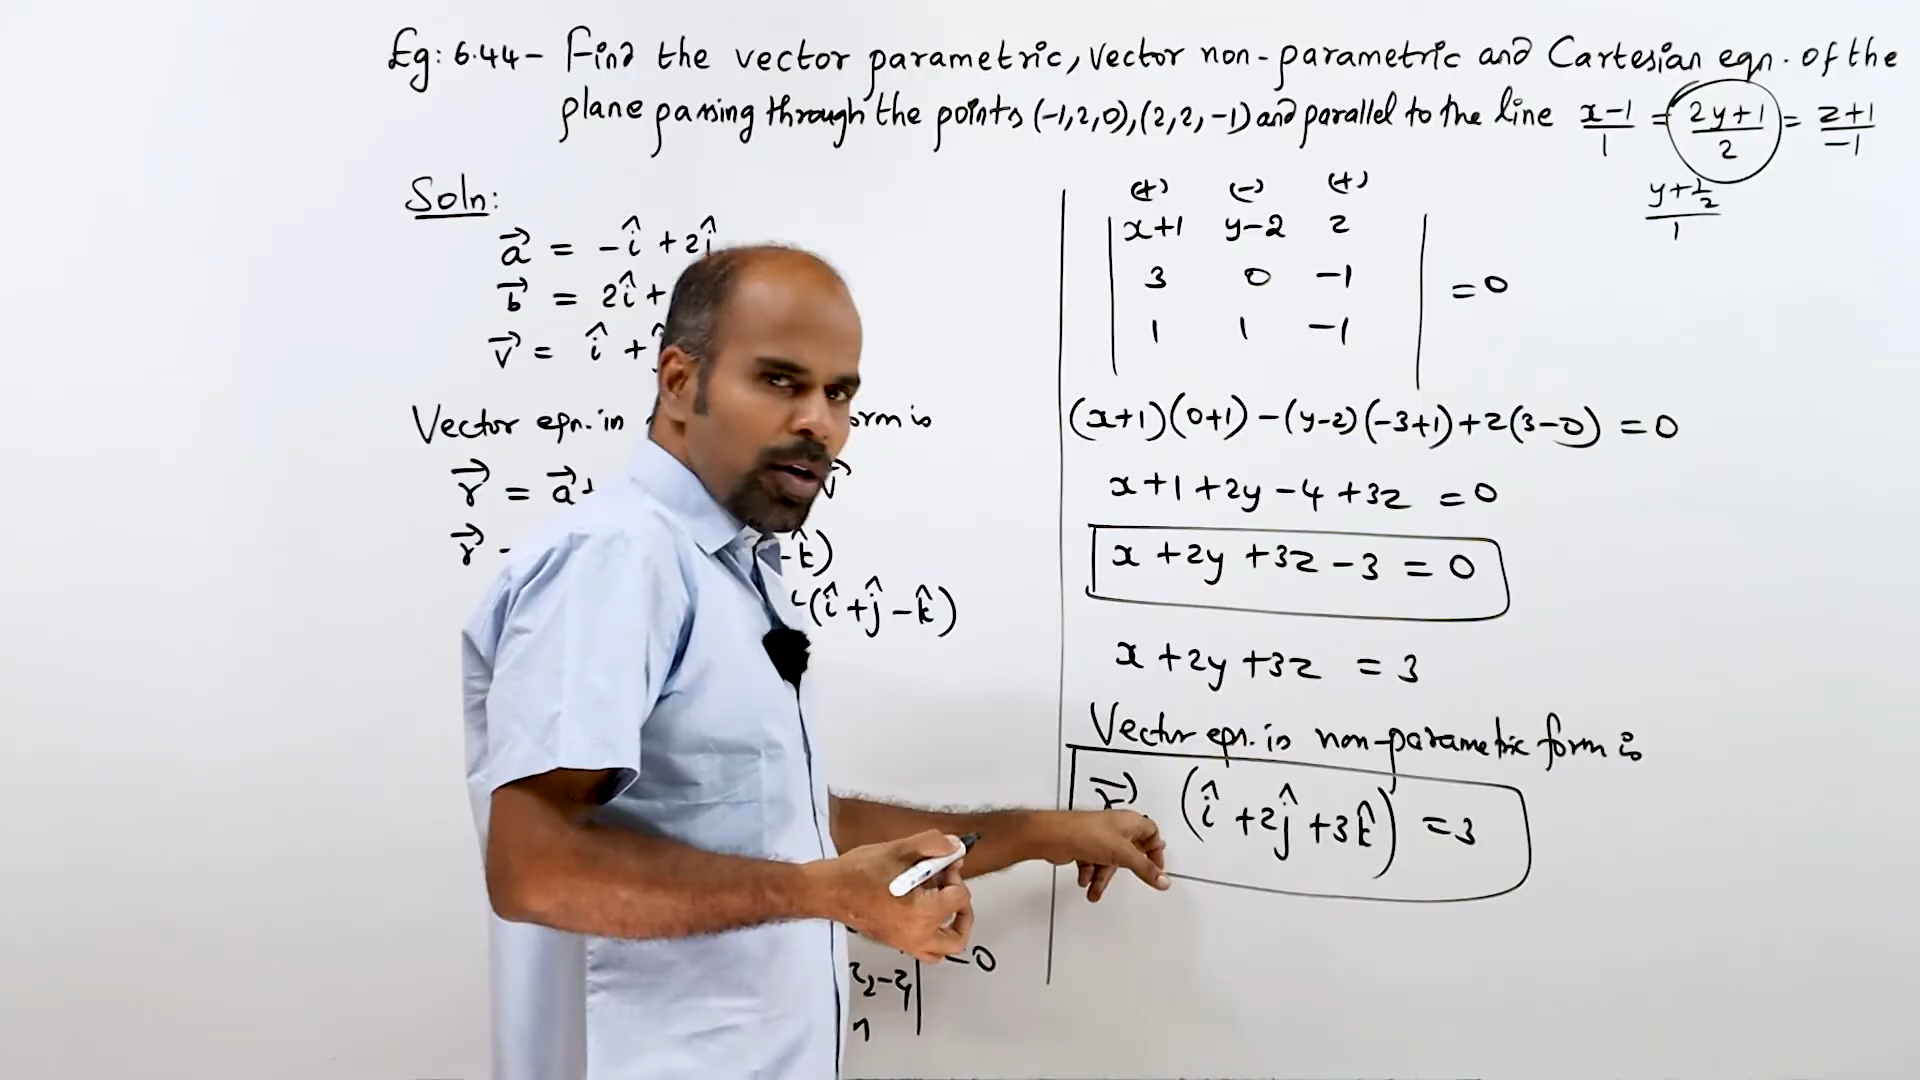 Eg: 6.44 - Find the vector parametric, vector non-parametric and Cartesian eqn. of the
plane passing through the points (-1,2,0), (2,2,-1) and parallel to the line x-1/1 = 2y+1/2 = z+1/-1
y+1/2
1
Soln:
a⃗ = -î + 2ĵ
b⃗ = 2î +
v⃗ = î +
Vector eqn. in
r⃗ = a⃗ +
r⃗
-k̂)
(î+ĵ-k̂)
z₂-z₁ = 0
n
(+) (-) (+)
x+1 y-2 z
3 0 -1 = 0
1 1 -1
(x+1)(0+1) - (y-2)(-3+1) + z(3-0) = 0
x+1+2y-4+3z = 0
x+2y+3z-3 = 0
x+2y+3z = 3
Vector eqn. in non-parametric form is
r⃗ (î+2ĵ+3k̂) = 3